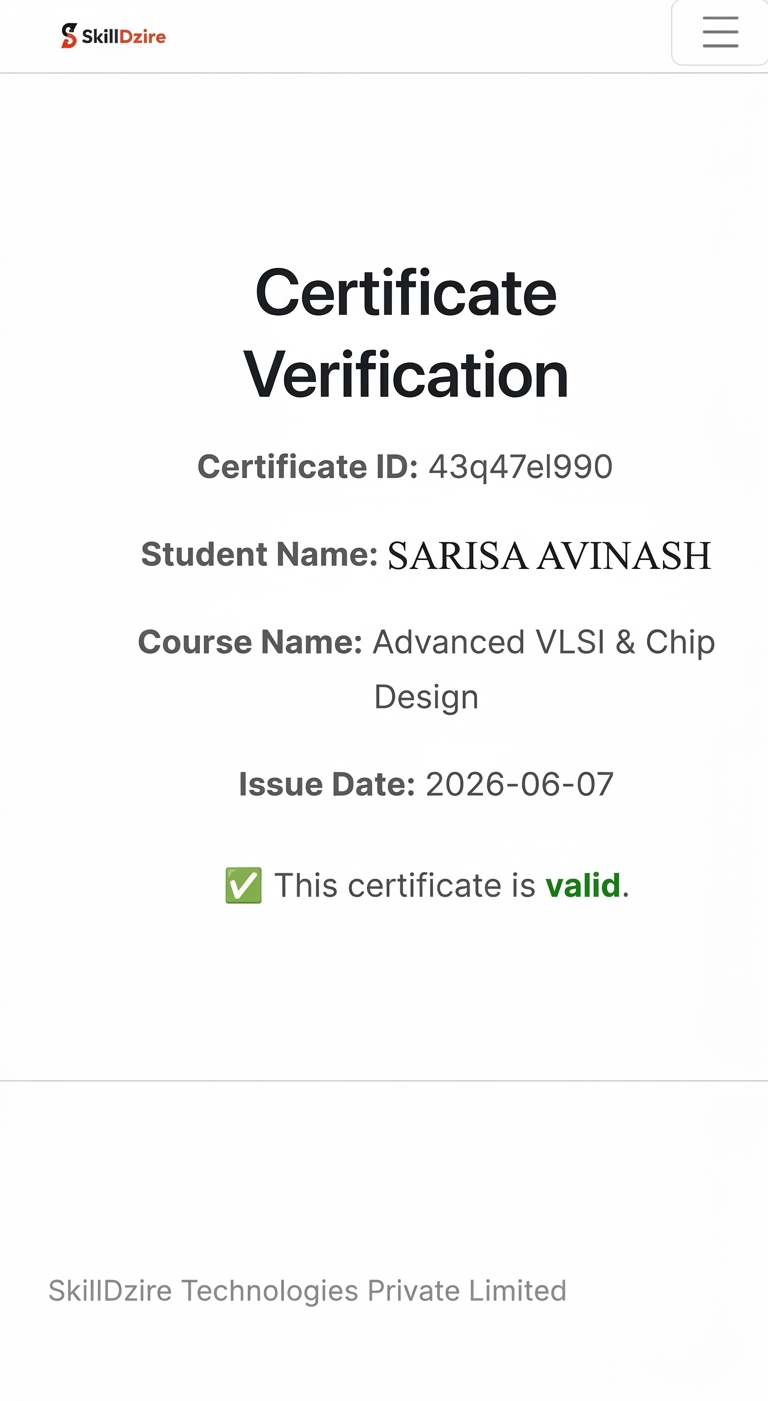 SkillDzire
Certificate
Verification
Certificate ID: 43q47el990
Student Name: SARISA AVINASH
Course Name: Advanced VLSI & Chip
Design
Issue Date: 2026-06-07
✅ This certificate is valid.
SkillDzire Technologies Private Limited